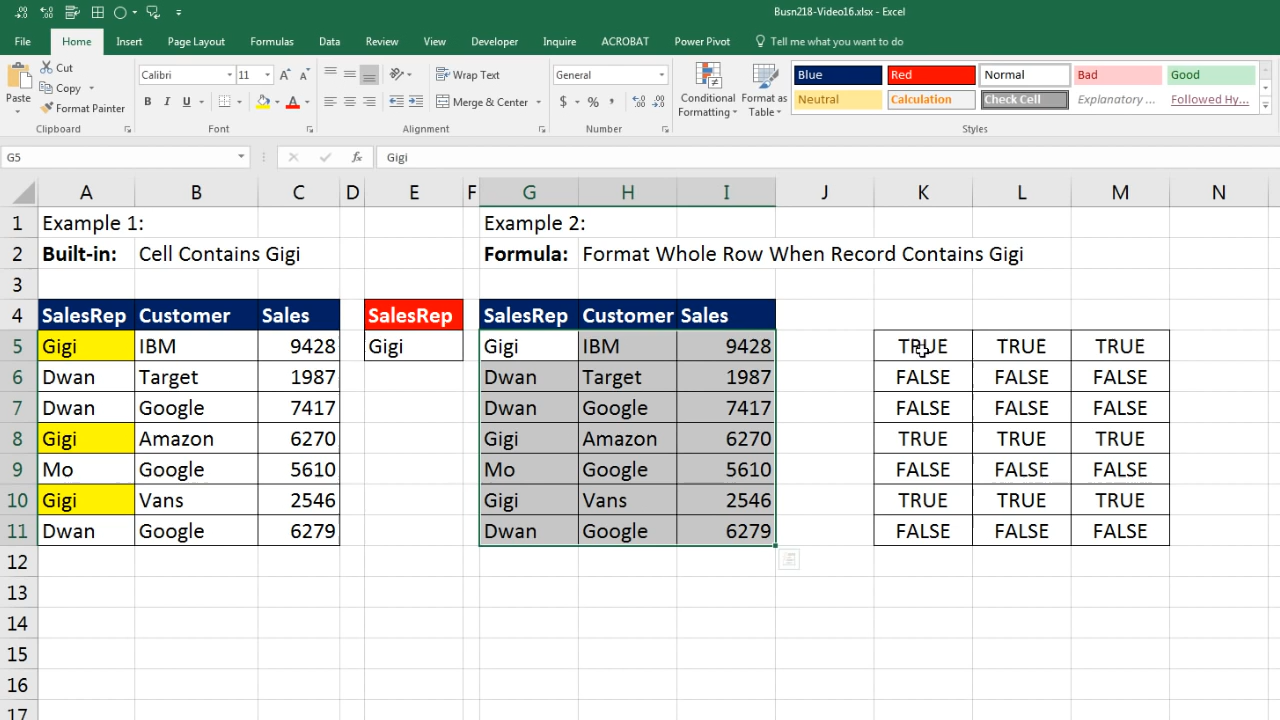 Busn218-Video16.xlsx - Excel
File Home Insert Page Layout Formulas Data Review View Developer Inquire ACROBAT Power Pivot Tell me what you want to do
Paste
Cut
Copy
Format Painter
Clipboard
Calibri 11
B I U
Font
Wrap Text
Merge & Center
Alignment
General
$ % ,
Number
Conditional Formatting
Format as Table
Blue Red Normal Bad Good
Neutral Calculation Check Cell Explanatory ... Followed Hy...
Styles
G5 fx Gigi
A B C D E F G H I J K L M N
1 Example 1: Example 2:
2 Built-in: Cell Contains Gigi Formula: Format Whole Row When Record Contains Gigi
3
4 SalesRep Customer Sales SalesRep SalesRep Customer Sales
5 Gigi IBM 9428 Gigi Gigi IBM 9428 TRUE TRUE TRUE
6 Dwan Target 1987 Dwan Target 1987 FALSE FALSE FALSE
7 Dwan Google 7417 Dwan Google 7417 FALSE FALSE FALSE
8 Gigi Amazon 6270 Gigi Amazon 6270 TRUE TRUE TRUE
9 Mo Google 5610 Mo Google 5610 FALSE FALSE FALSE
10 Gigi Vans 2546 Gigi Vans 2546 TRUE TRUE TRUE
11 Dwan Google 6279 Dwan Google 6279 FALSE FALSE FALSE
12
13
14
15
16
17